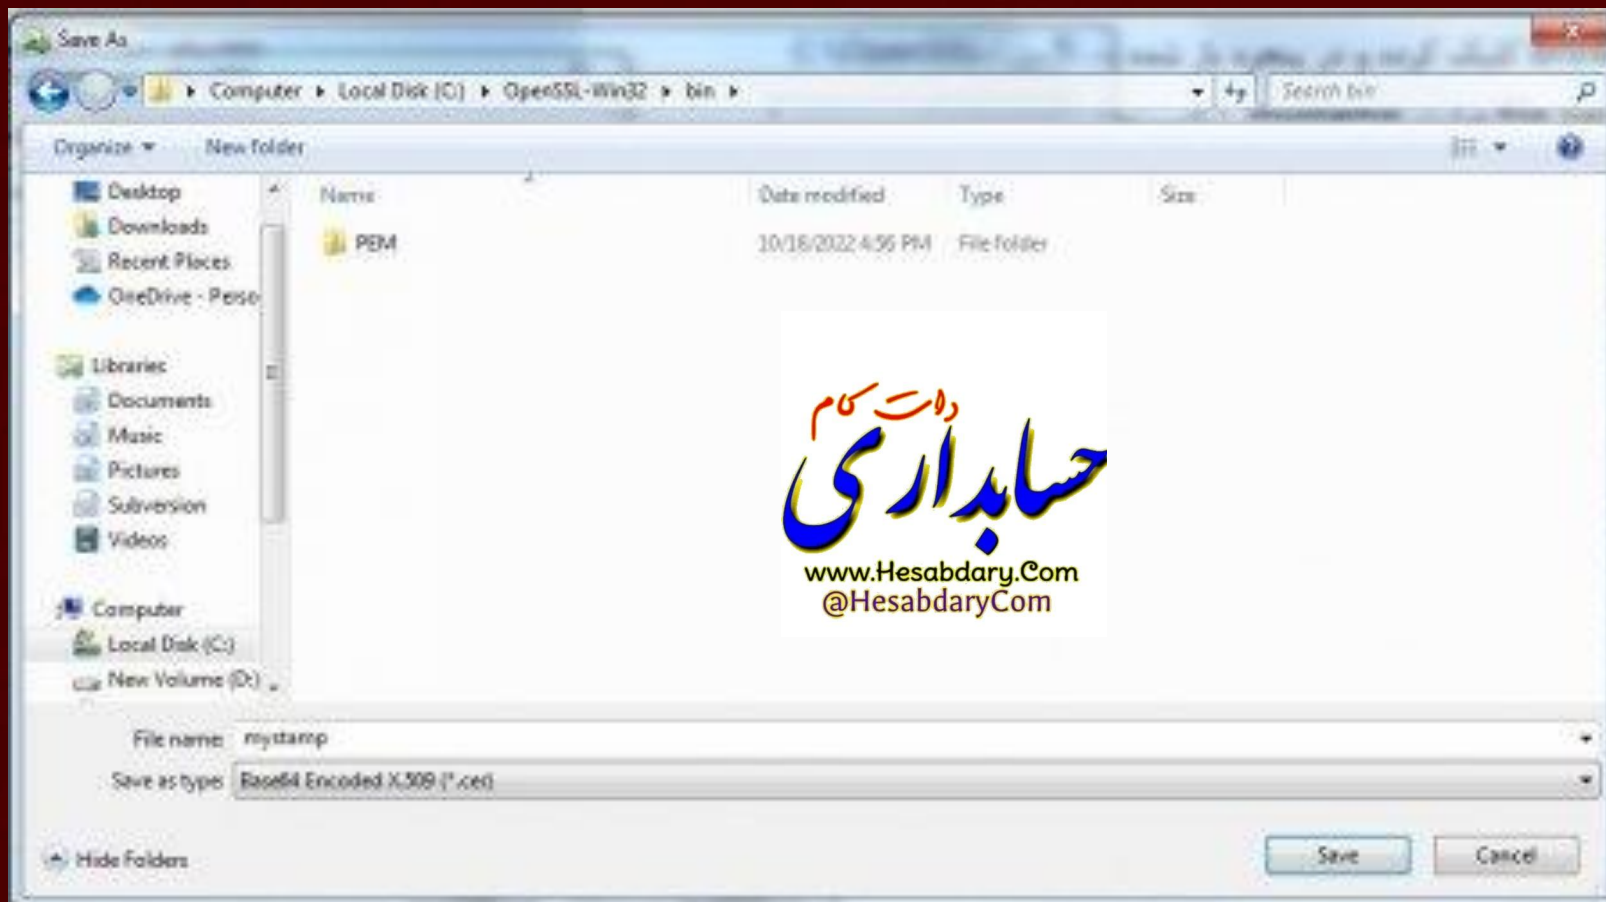 Save As
Computer ▸ Local Disk (C:) ▸ OpenSSL-Win32 ▸ bin ▸
Search bin
Organize New folder
Name Date modified Type Size
PEM 10/18/2022 4:56 PM File folder
Desktop
Downloads
Recent Places
OneDrive - Perso
Libraries
Documents
Music
Pictures
Subversion
Videos
Computer
Local Disk (C:)
New Volume (D:)
دات کام
حسابداری
www.Hesabdary.Com
@HesabdaryCom
File name: mystamp
Save as type: Base64 Encoded X.509 (*.cer)
Hide Folders Save Cancel